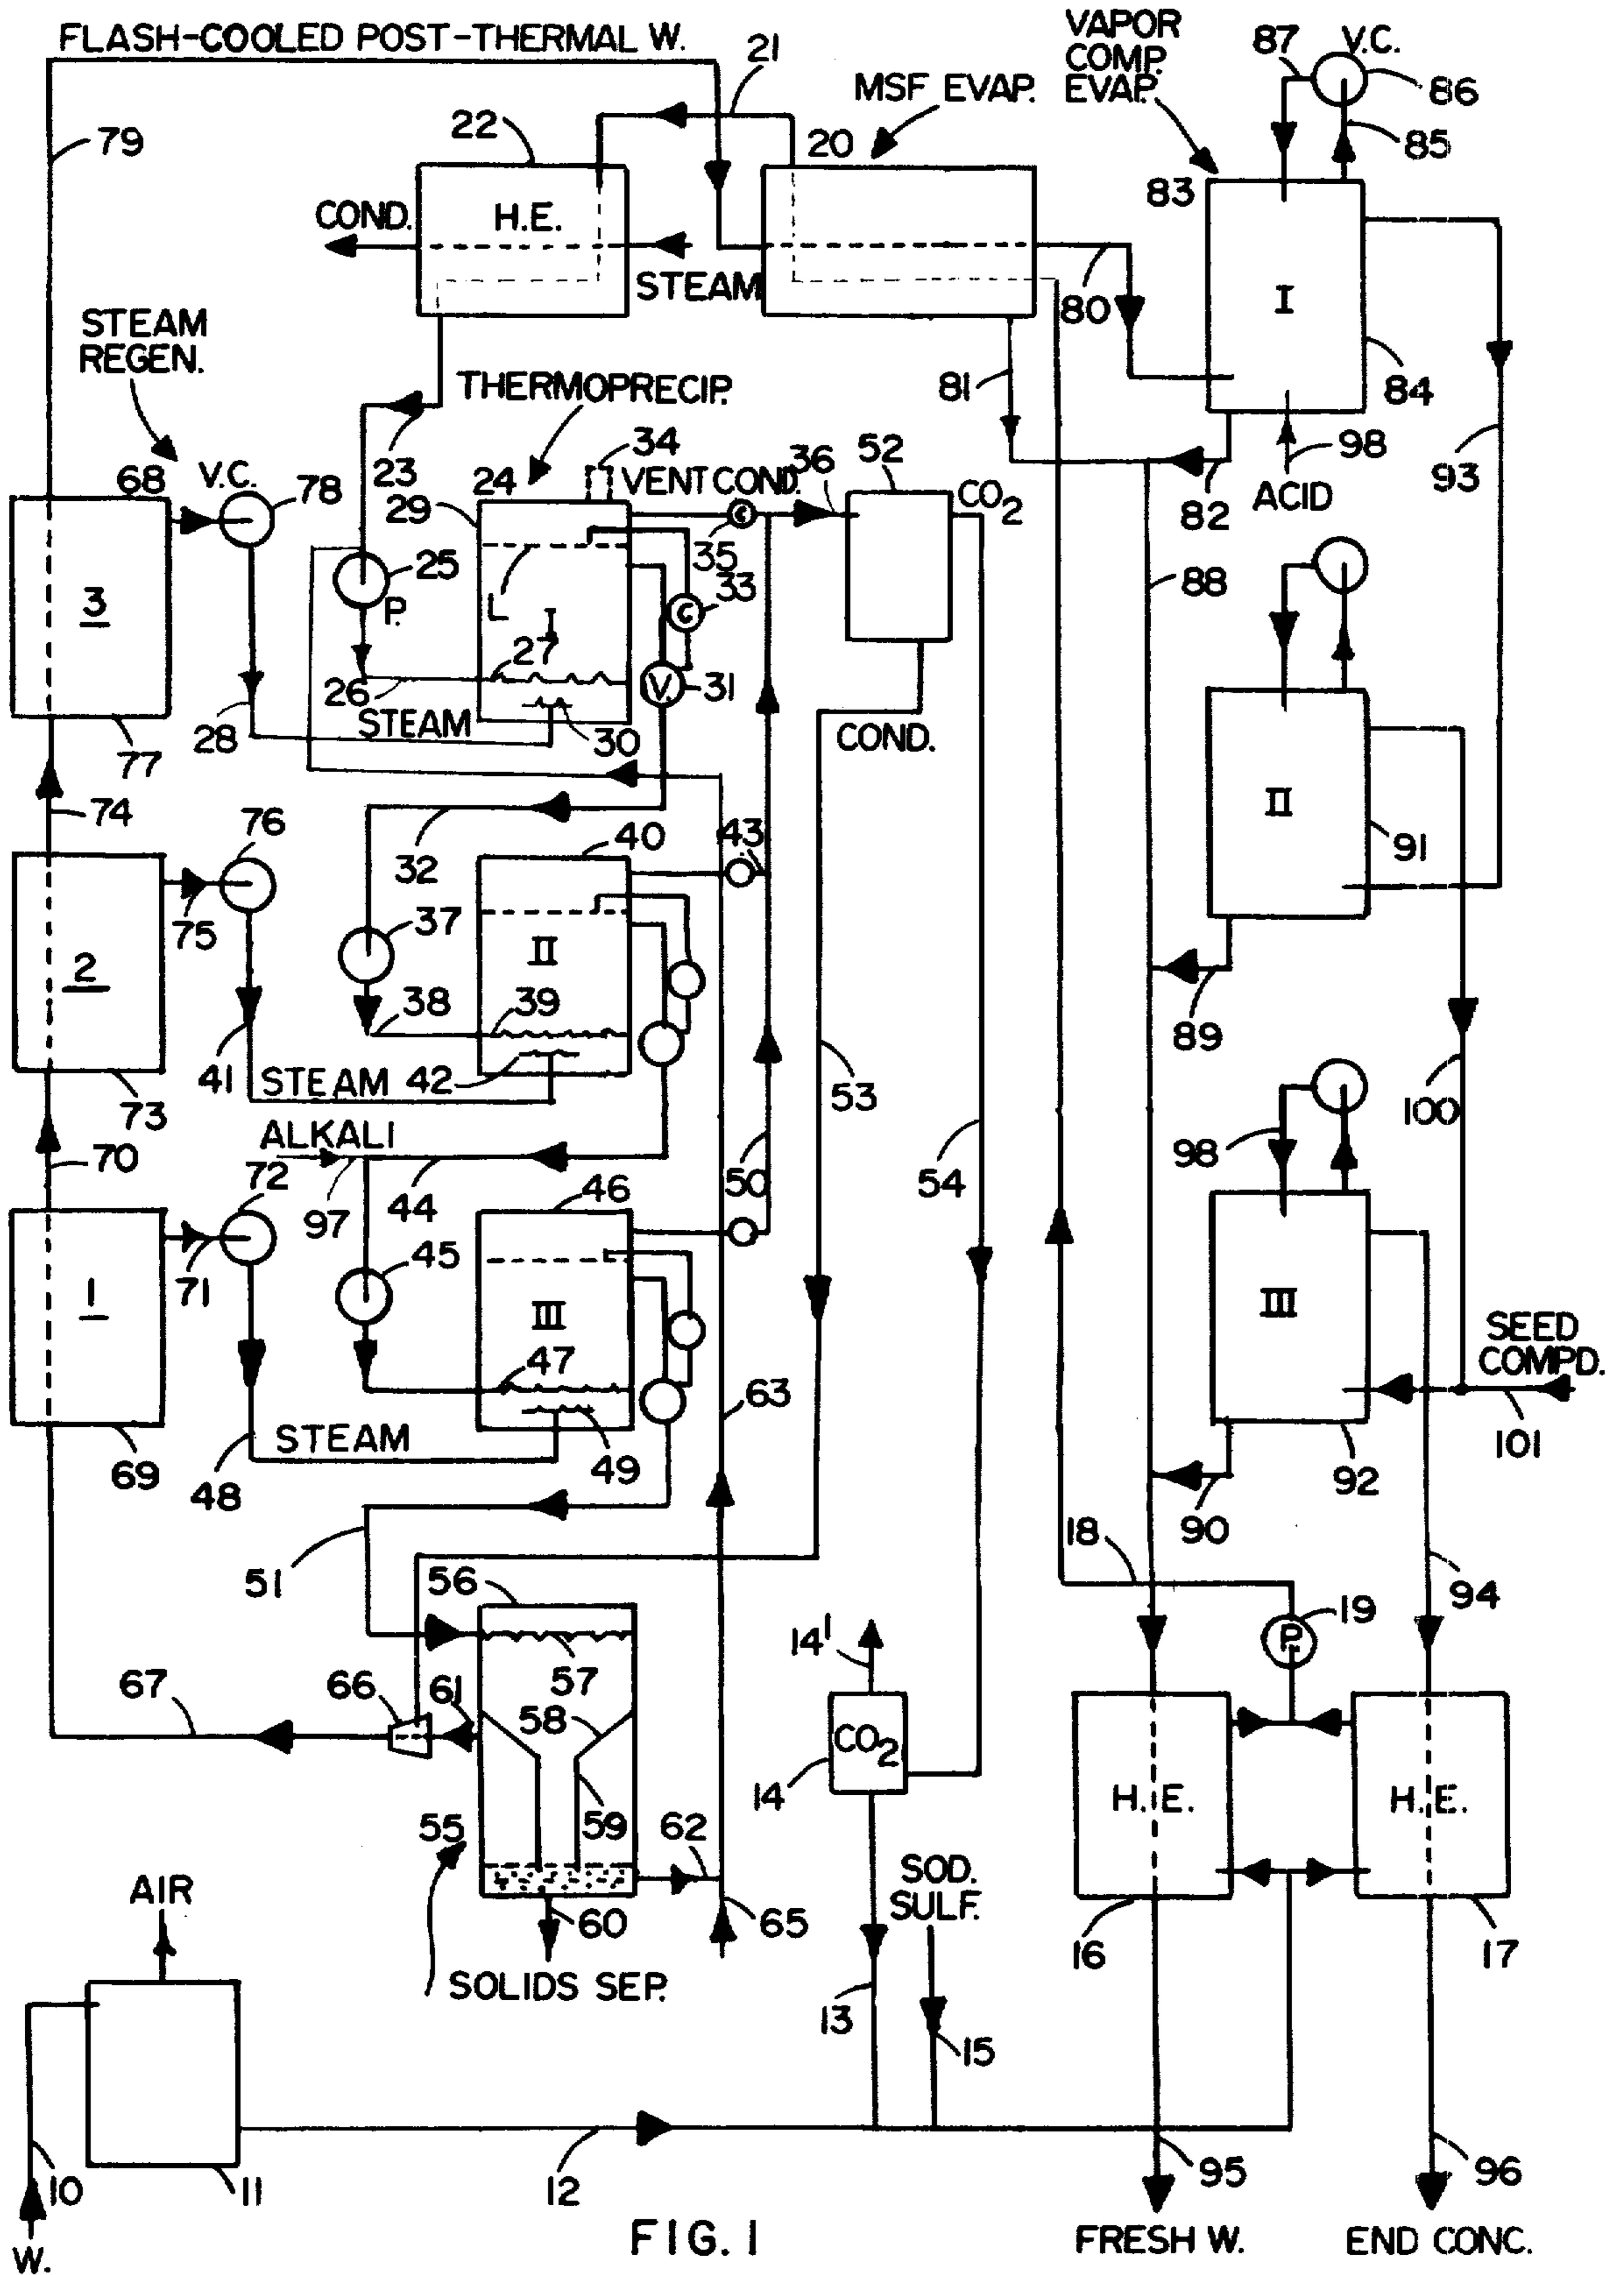 FLASH-COOLED POST-THERMAL W.
21
VAPOR
COMP.
EVAP.
87
V.C.
86
MSF EVAP.
79
22
20
85
83
COND.
H.E.
STEAM
80
I
84
STEAM
REGEN.
THERMOPRECIP.
81
23
34
36
52
98
ACID
82
93
68
V.C.
78
24
VENT COND.
CO2
29
35
25
P.
33
88
3
L
I
27
26
V.
31
STEAM
30
28
COND.
77
74
76
40
43
II
91
32
37
75
2
II
38
39
89
41
STEAM
42
53
73
100
ALKALI
98
70
72
50
54
97
44
46
71
45
1
III
III
47
SEED
COMPD.
63
101
STEAM
69
48
49
92
90
51
18
56
94
19
P.
14'
67
66
61
57
58
CO2
14
H.E.
H.E.
59
55
62
SOD.
SULF.
AIR
60
65
16
17
SOLIDS SEP.
13
15
10
11
12
95
96
W.
FIG. 1
FRESH W.
END CONC.